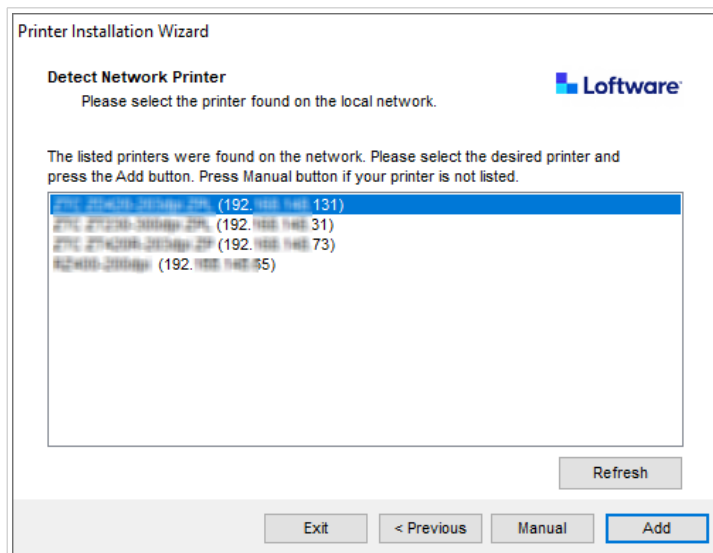 Printer Installation Wizard
Detect Network Printer
Please select the printer found on the local network.
Loftware
The listed printers were found on the network. Please select the desired printer and
press the Add button. Press Manual button if your printer is not listed.
(192. 131)
(192. 31)
(192. 73)
(192.
Refresh
Exit
< Previous
Manual
Add